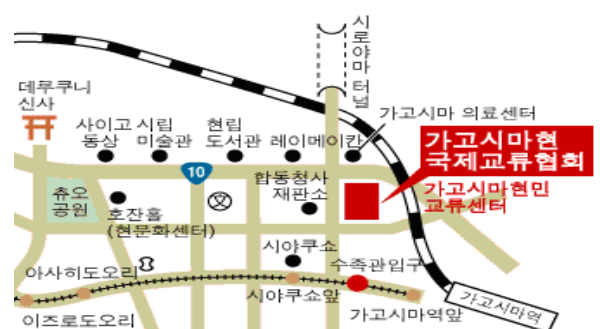 시로야마 터널
데루쿠니
신사
사이고
동상
시립
미술관
현립
도서관
레이메이칸
가고시마 의료센터
가고시마현
국제교류협회
가고시마현민
교류센터
10
합동청사
재판소
츄오
공원
호잔홀
(현문화센터)
文
시야쿠쇼
수족관입구
아사히도오리
시야쿠쇼앞
가고시마역
가고시마역앞
이즈로도오리